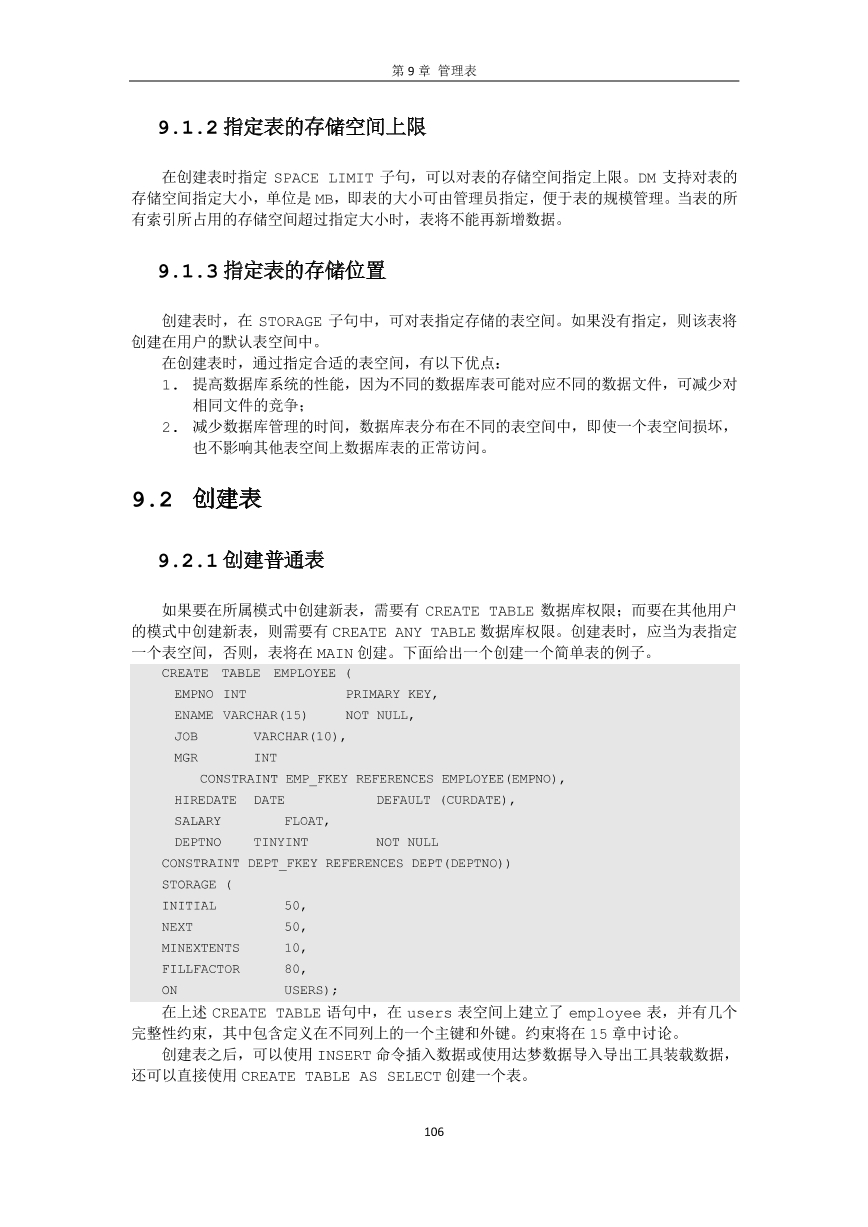 第 9 章 管理表
9.1.2 指定表的存储空间上限
在创建表时指定 SPACE LIMIT 子句，可以对表的存储空间指定上限。DM 支持对表的
存储空间指定大小，单位是 MB，即表的大小可由管理员指定，便于表的规模管理。当表的所
有索引所占用的存储空间超过指定大小时，表将不能再新增数据。
9.1.3 指定表的存储位置
创建表时，在 STORAGE 子句中，可对表指定存储的表空间。如果没有指定，则该表将
创建在用户的默认表空间中。
在创建表时，通过指定合适的表空间，有以下优点：
1. 提高数据库系统的性能，因为不同的数据库表可能对应不同的数据文件，可减少对
相同文件的竞争；
2. 减少数据库管理的时间，数据库表分布在不同的表空间中，即使一个表空间损坏，
也不影响其他表空间上数据库表的正常访问。
9.2 创建表
9.2.1 创建普通表
如果要在所属模式中创建新表，需要有 CREATE TABLE 数据库权限；而要在其他用户
的模式中创建新表，则需要有 CREATE ANY TABLE 数据库权限。创建表时，应当为表指定
一个表空间，否则，表将在 MAIN 创建。下面给出一个创建一个简单表的例子。
CREATE TABLE EMPLOYEE (
EMPNO INT PRIMARY KEY,
ENAME VARCHAR(15) NOT NULL,
JOB VARCHAR(10),
MGR INT
CONSTRAINT EMP_FKEY REFERENCES EMPLOYEE(EMPNO),
HIREDATE DATE DEFAULT (CURDATE),
SALARY FLOAT,
DEPTNO TINYINT NOT NULL
CONSTRAINT DEPT_FKEY REFERENCES DEPT(DEPTNO))
STORAGE (
INITIAL 50,
NEXT 50,
MINEXTENTS 10,
FILLFACTOR 80,
ON USERS);
在上述 CREATE TABLE 语句中，在 users 表空间上建立了 employee 表，并有几个
完整性约束，其中包含定义在不同列上的一个主键和外键。约束将在 15 章中讨论。
创建表之后，可以使用 INSERT 命令插入数据或使用达梦数据导入导出工具装载数据，
还可以直接使用 CREATE TABLE AS SELECT 创建一个表。
106